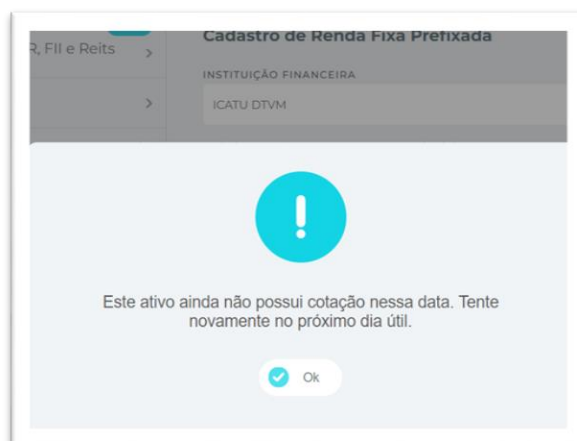 Cadastro de Renda Fixa Prefixada
R, FII e Reits
INSTITUIÇÃO FINANCEIRA
ICATU DTVM
Este ativo ainda não possui cotação nessa data. Tente
novamente no próximo dia útil.
Ok